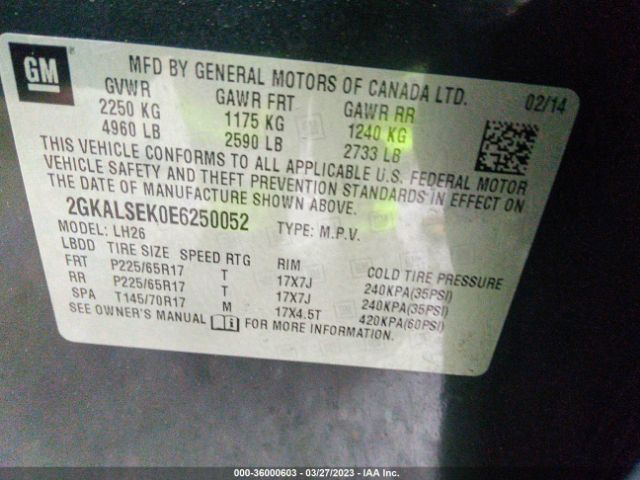 GM
MFD BY GENERAL MOTORS OF CANADA LTD.
02/14
GVWR GAWR FRT GAWR RR
2250 KG 1175 KG 1240 KG
4960 LB 2590 LB 2733 LB
THIS VEHICLE CONFORMS TO ALL APPLICABLE U.S. FEDERAL MOTOR
VEHICLE SAFETY AND THEFT PREVENTION STANDARDS IN EFFECT ON
THE DATE OF MANUFACTURE SHOWN ABOVE.
2GKALSEK0E6250052 TYPE: M.P.V.
MODEL: LH26
LBDD TIRE SIZE SPEED RTG RIM COLD TIRE PRESSURE
FRT P225/65R17 T 17X7J 240KPA(35PSI)
RR P225/65R17 T 17X7J 240KPA(35PSI)
SPA T145/70R17 M 17X4.5T 420KPA(60PSI)
SEE OWNER'S MANUAL FOR MORE INFORMATION.
000-36000603 — 03/27/2023 — IAA Inc.